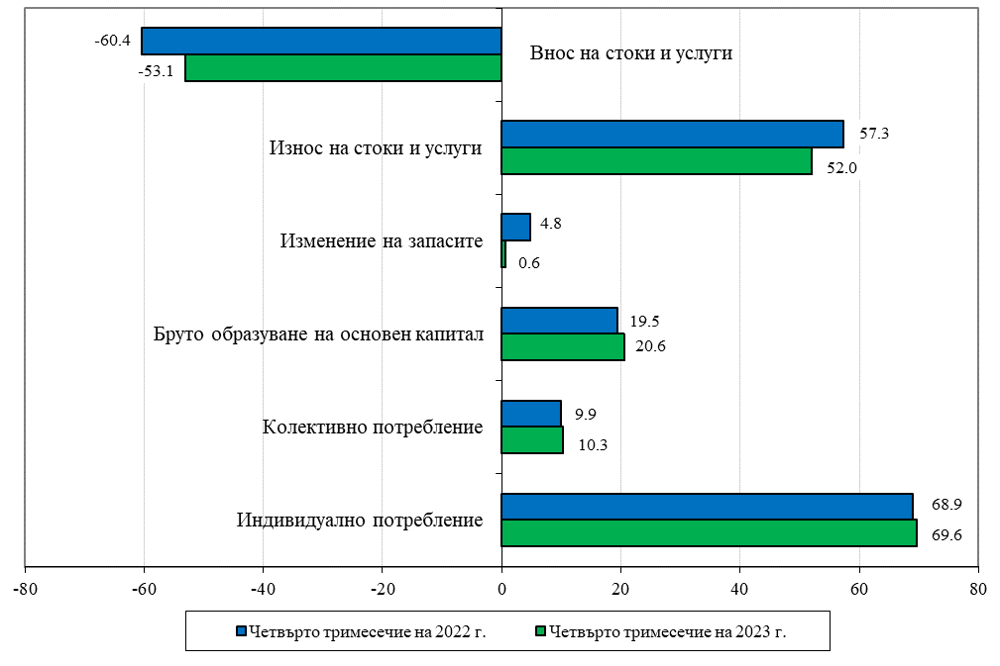 -60.4
Внос на стоки и услуги
-53.1
57.3
Износ на стоки и услуги
52.0
4.8
Изменение на запасите
0.6
19.5
Бруто образуване на основен капитал
20.6
9.9
Колективно потребление
10.3
68.9
Индивидуално потребление
69.6
-80 -60 -40 -20 0 20 40 60 80
Четвърто тримесечие на 2022 г. Четвърто тримесечие на 2023 г.